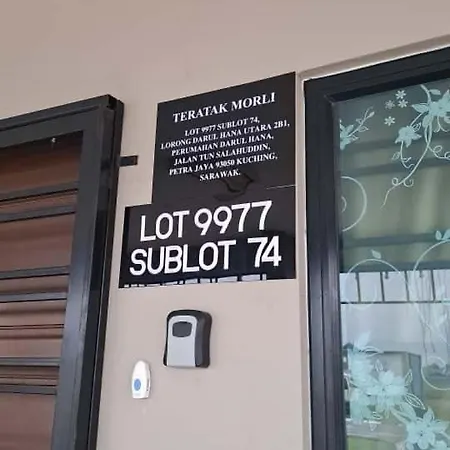 TERATAK MORLI
LOT 9977 SUBLOT 74,
LORONG DARUL HANA UTARA 2B1,
PERUMAHAN DARUL HANA,
JALAN TUN SALAHUDDIN,
PETRA JAYA 93050 KUCHING,
SARAWAK.
LOT 9977
SUBLOT 74